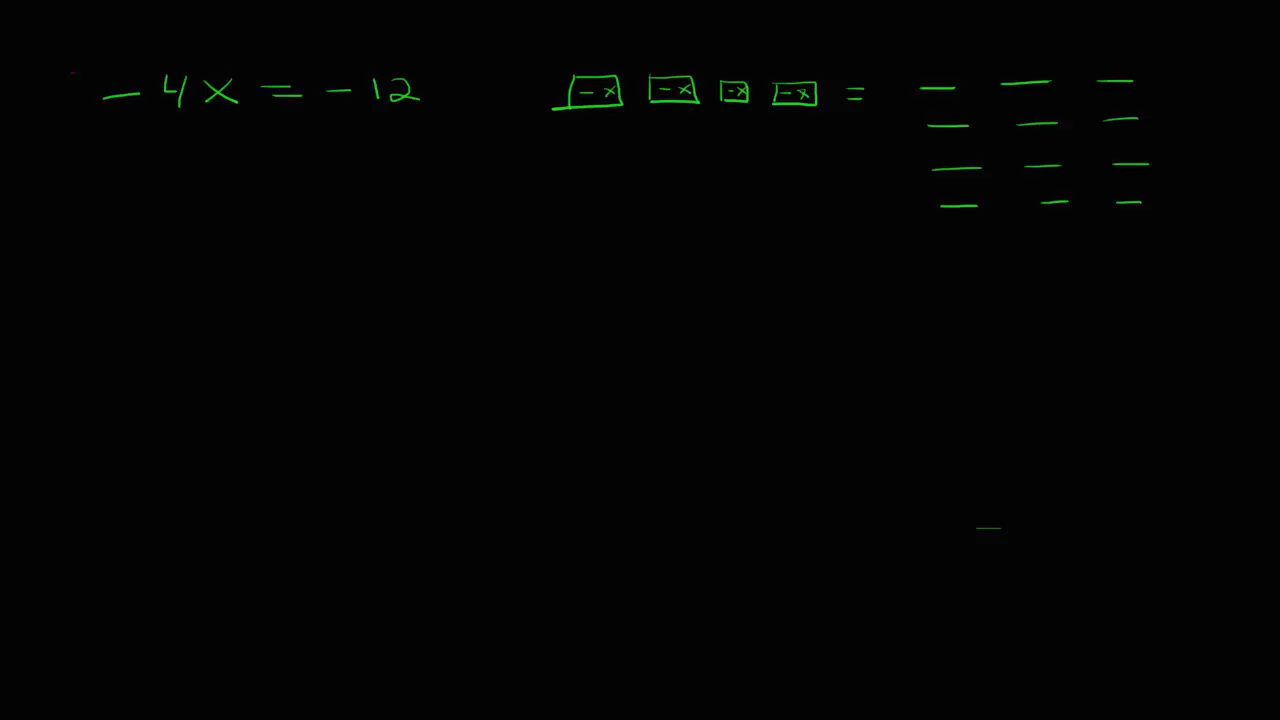 - 4x = -12 -x -x -x -x = - - -
- - -
- - -
- - -
-